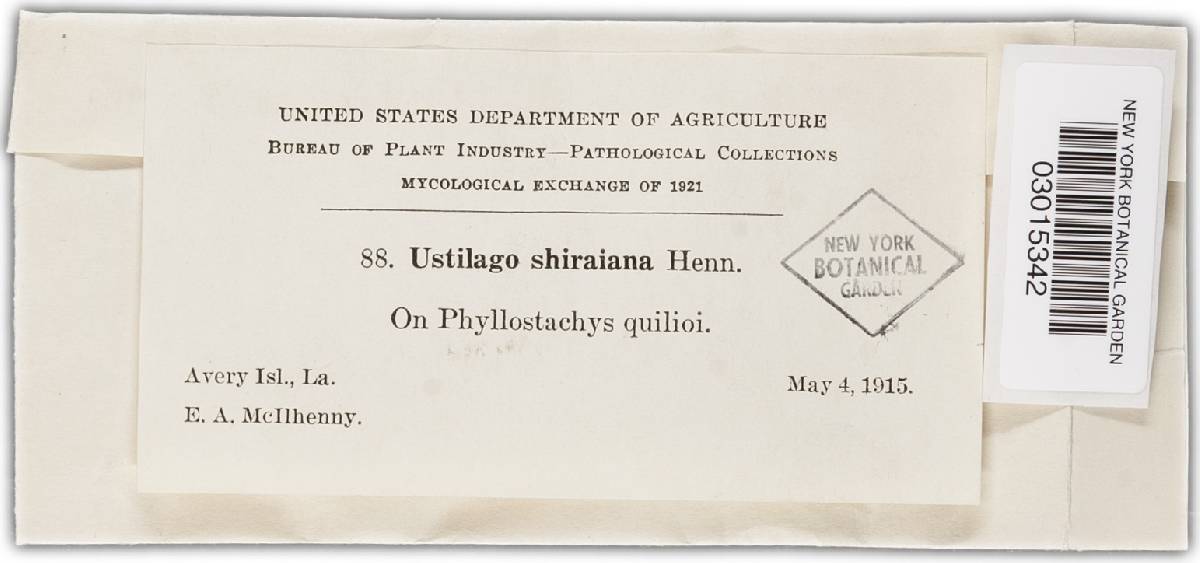 UNITED STATES DEPARTMENT OF AGRICULTURE
BUREAU OF PLANT INDUSTRY—PATHOLOGICAL COLLECTIONS
MYCOLOGICAL EXCHANGE OF 1921
88. Ustilago shiraiana Henn.
On Phyllostachys quilioi.
Avery Isl., La.
May 4, 1915.
E. A. McIlhenny.
NEW YORK
BOTANICAL
GARDEN
NEW YORK BOTANICAL GARDEN
03015342